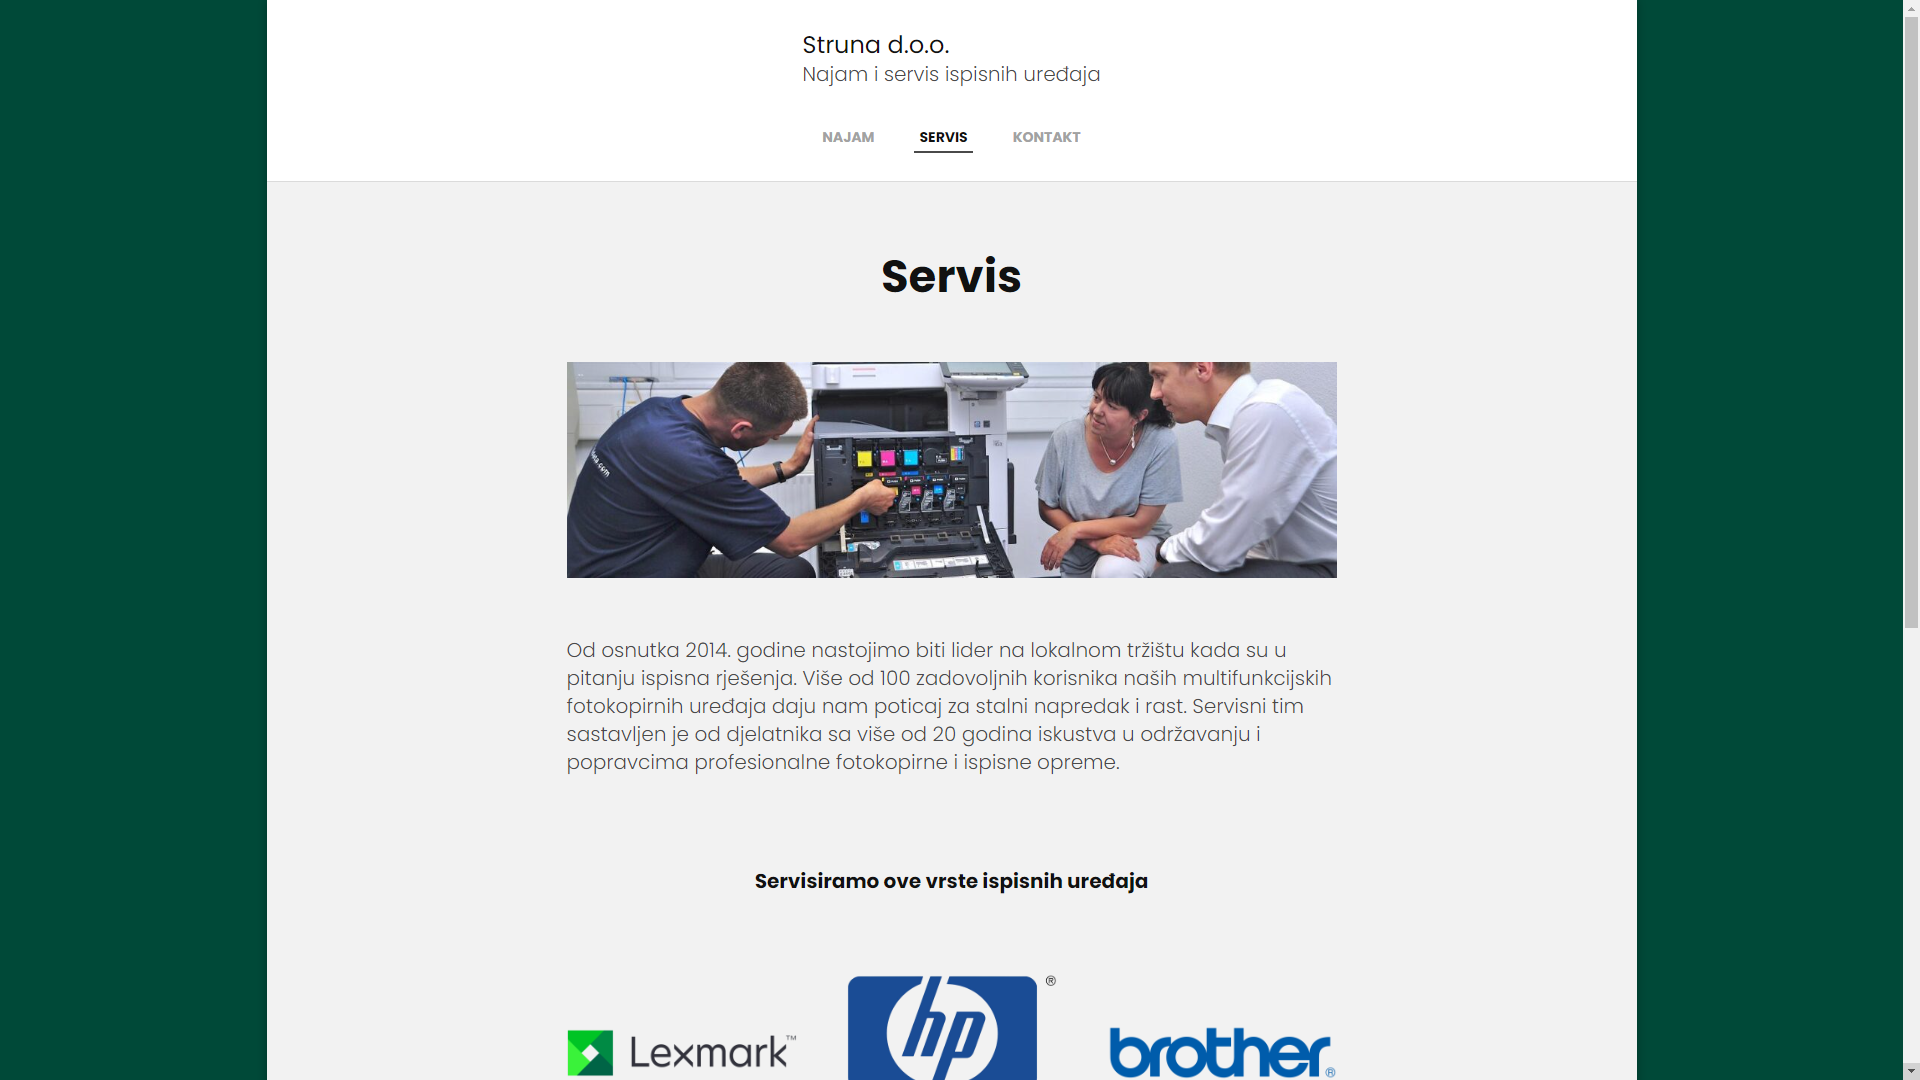 Struna d.o.o.
Najam i servis ispisnih uređaja
NAJAM SERVIS KONTAKT
Servis
Od osnutka 2014. godine nastojimo biti lider na lokalnom tržištu kada su u
pitanju ispisna rješenja. Više od 100 zadovoljnih korisnika naših multifunkcijskih
fotokopirnih uređaja daju nam poticaj za stalni napredak i rast. Servisni tim
sastavljen je od djelatnika sa više od 20 godina iskustva u održavanju i
popravcima profesionalne fotokopirne i ispisne opreme.
Servisiramo ove vrste ispisnih uređaja
Lexmark™ hp® brother®